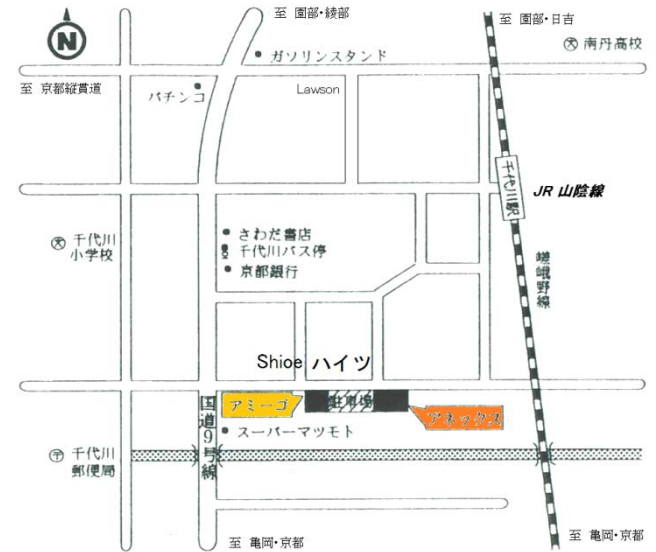 N
至 園部・綾部
至 園部・日吉
ガソリンスタンド
南丹高校
至 京都縦貫道
パチンコ
Lawson
千代川駅
JR 山陰線
さわだ書店
千代川バス停
京都銀行
千代川
小学校
嵯峨野線
Shioe ハイツ
アミーゴ
駐車場
アネックス
国道9号線
スーパーマツモト
千代川
郵便局
至 亀岡・京都
至 亀岡・京都